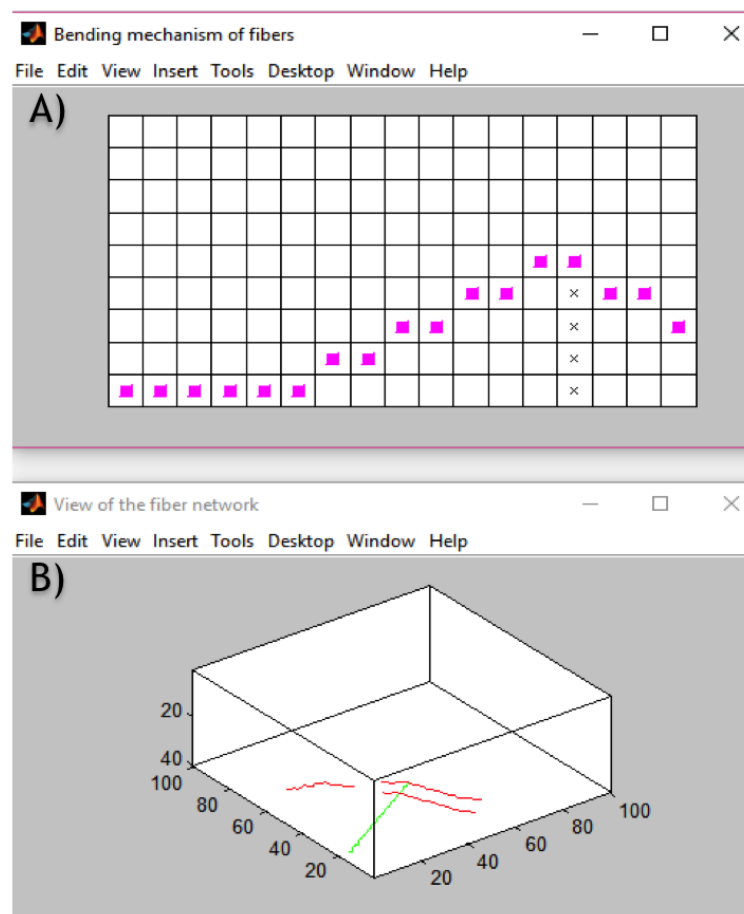 Bending mechanism of fibers
File Edit View Insert Tools Desktop Window Help
A)
View of the fiber network
File Edit View Insert Tools Desktop Window Help
B)
20
40
100
80
60
40
20
20
40
60
80
100